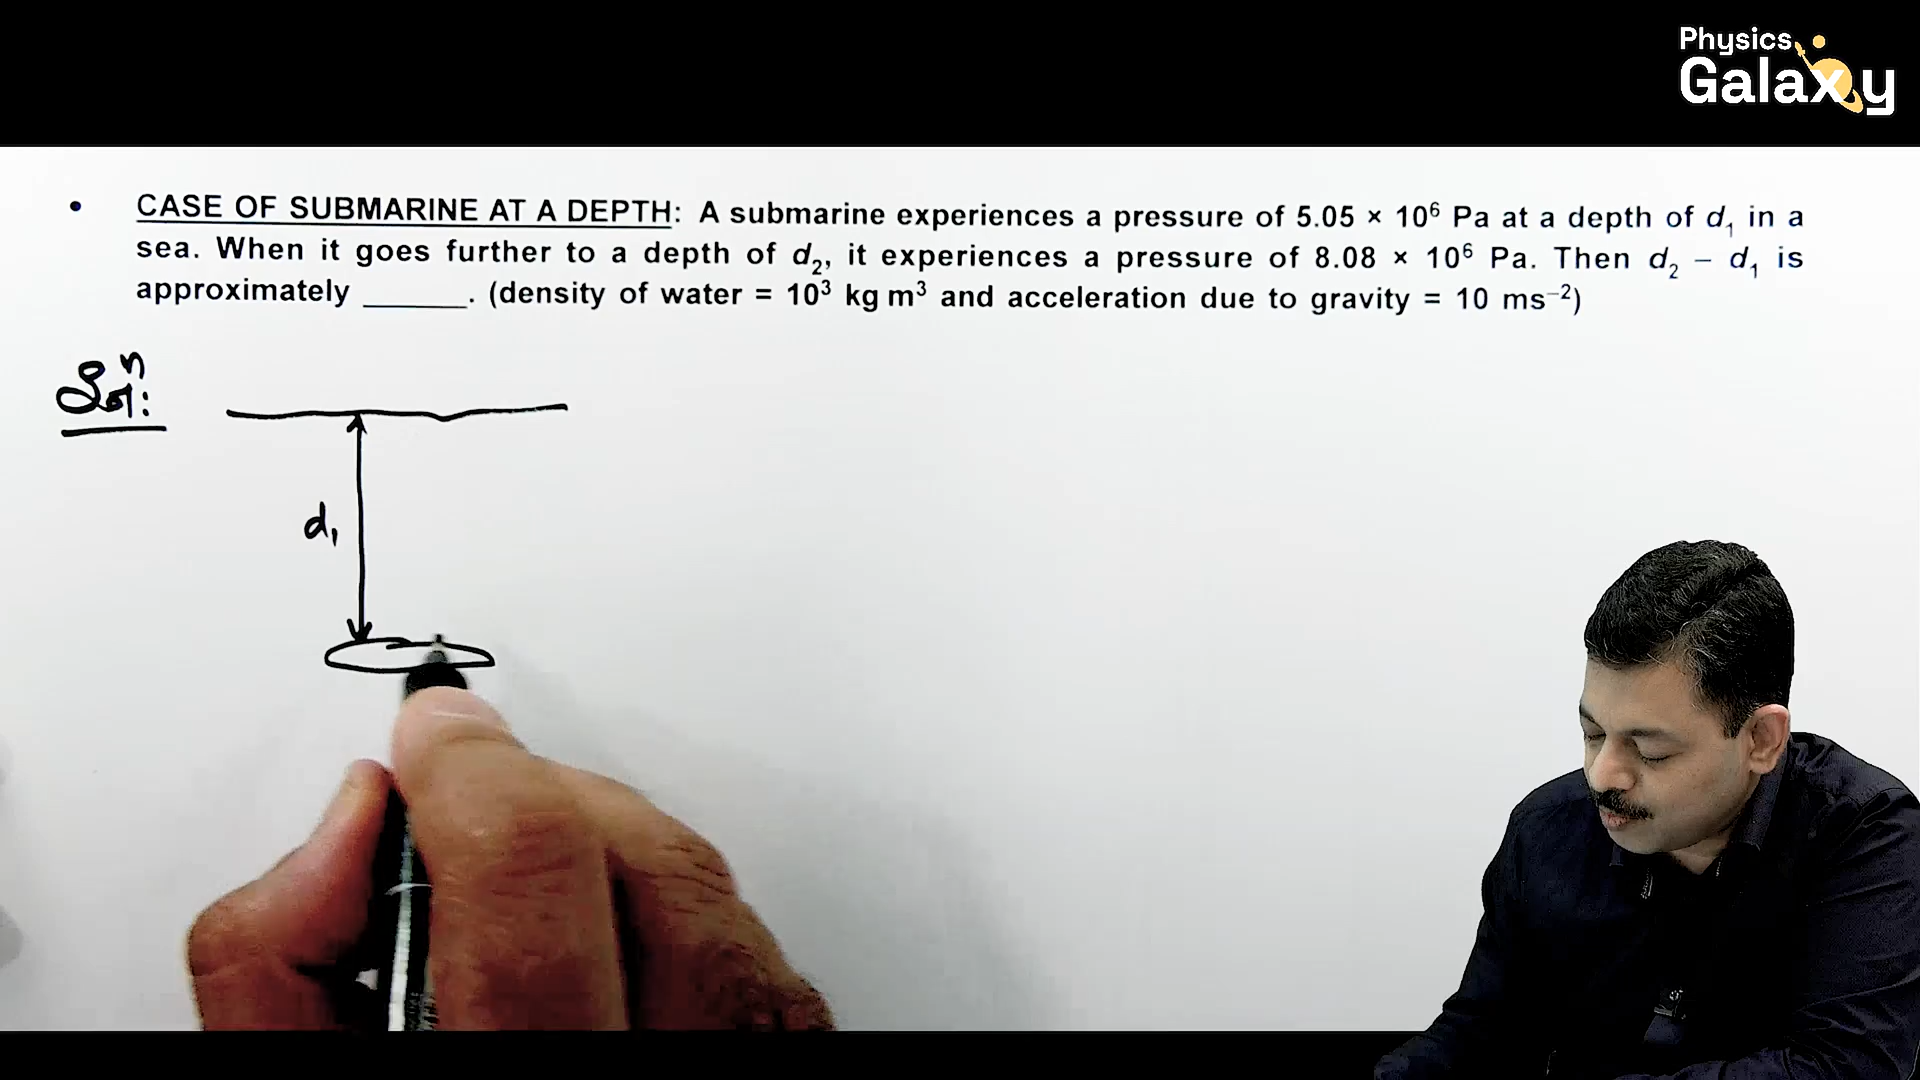 Physics
Galaxy
• CASE OF SUBMARINE AT A DEPTH: A submarine experiences a pressure of 5.05 × 10⁶ Pa at a depth of d₁ in a
sea. When it goes further to a depth of d₂, it experiences a pressure of 8.08 × 10⁶ Pa. Then d₂ − d₁ is
approximately ______. (density of water = 10³ kg m³ and acceleration due to gravity = 10 ms⁻²)
Solⁿ:
d₁